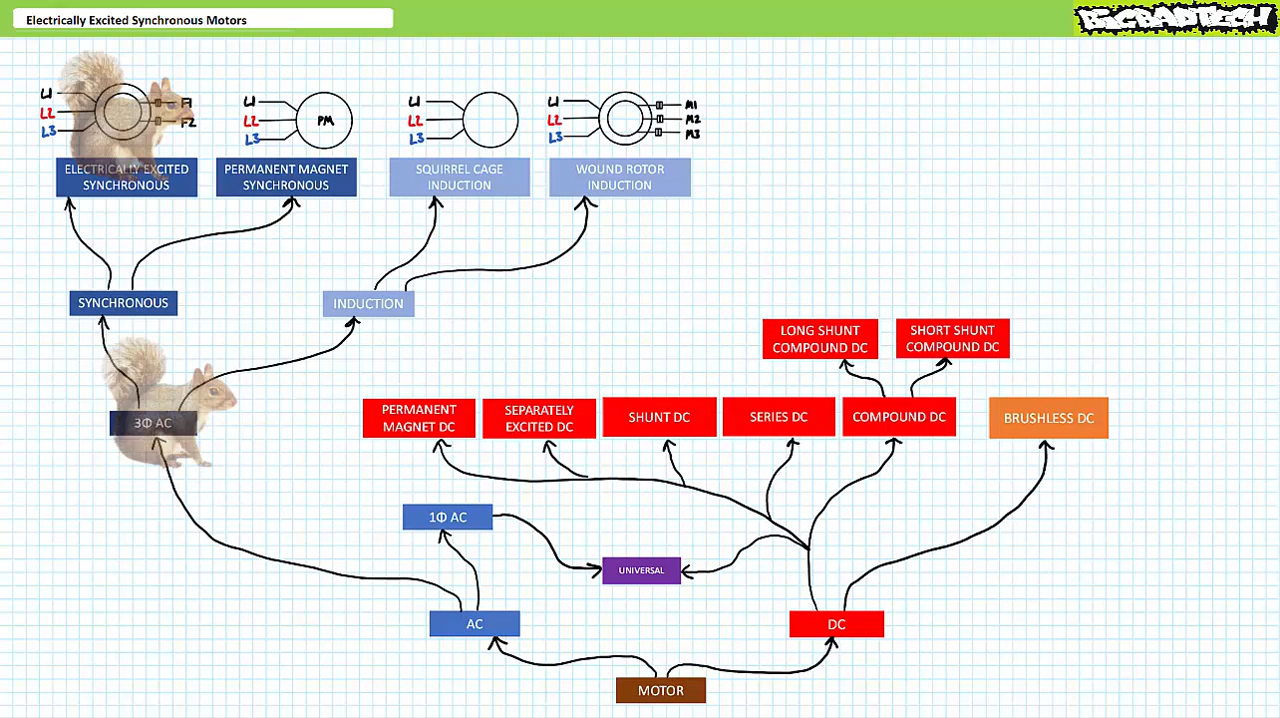 Electrically Excited Synchronous Motors
BIGBADTECH
L1
L2
L3
F1
F2
L1
L2
L3
PM
L1
L2
L3
L1
L2
L3
M1
M2
M3
ELECTRICALLY EXCITED
SYNCHRONOUS
PERMANENT MAGNET
SYNCHRONOUS
SQUIRREL CAGE
INDUCTION
WOUND ROTOR
INDUCTION
SYNCHRONOUS
INDUCTION
LONG SHUNT
COMPOUND DC
SHORT SHUNT
COMPOUND DC
3Φ AC
PERMANENT
MAGNET DC
SEPARATELY
EXCITED DC
SHUNT DC
SERIES DC
COMPOUND DC
BRUSHLESS DC
1Φ AC
UNIVERSAL
AC
DC
MOTOR